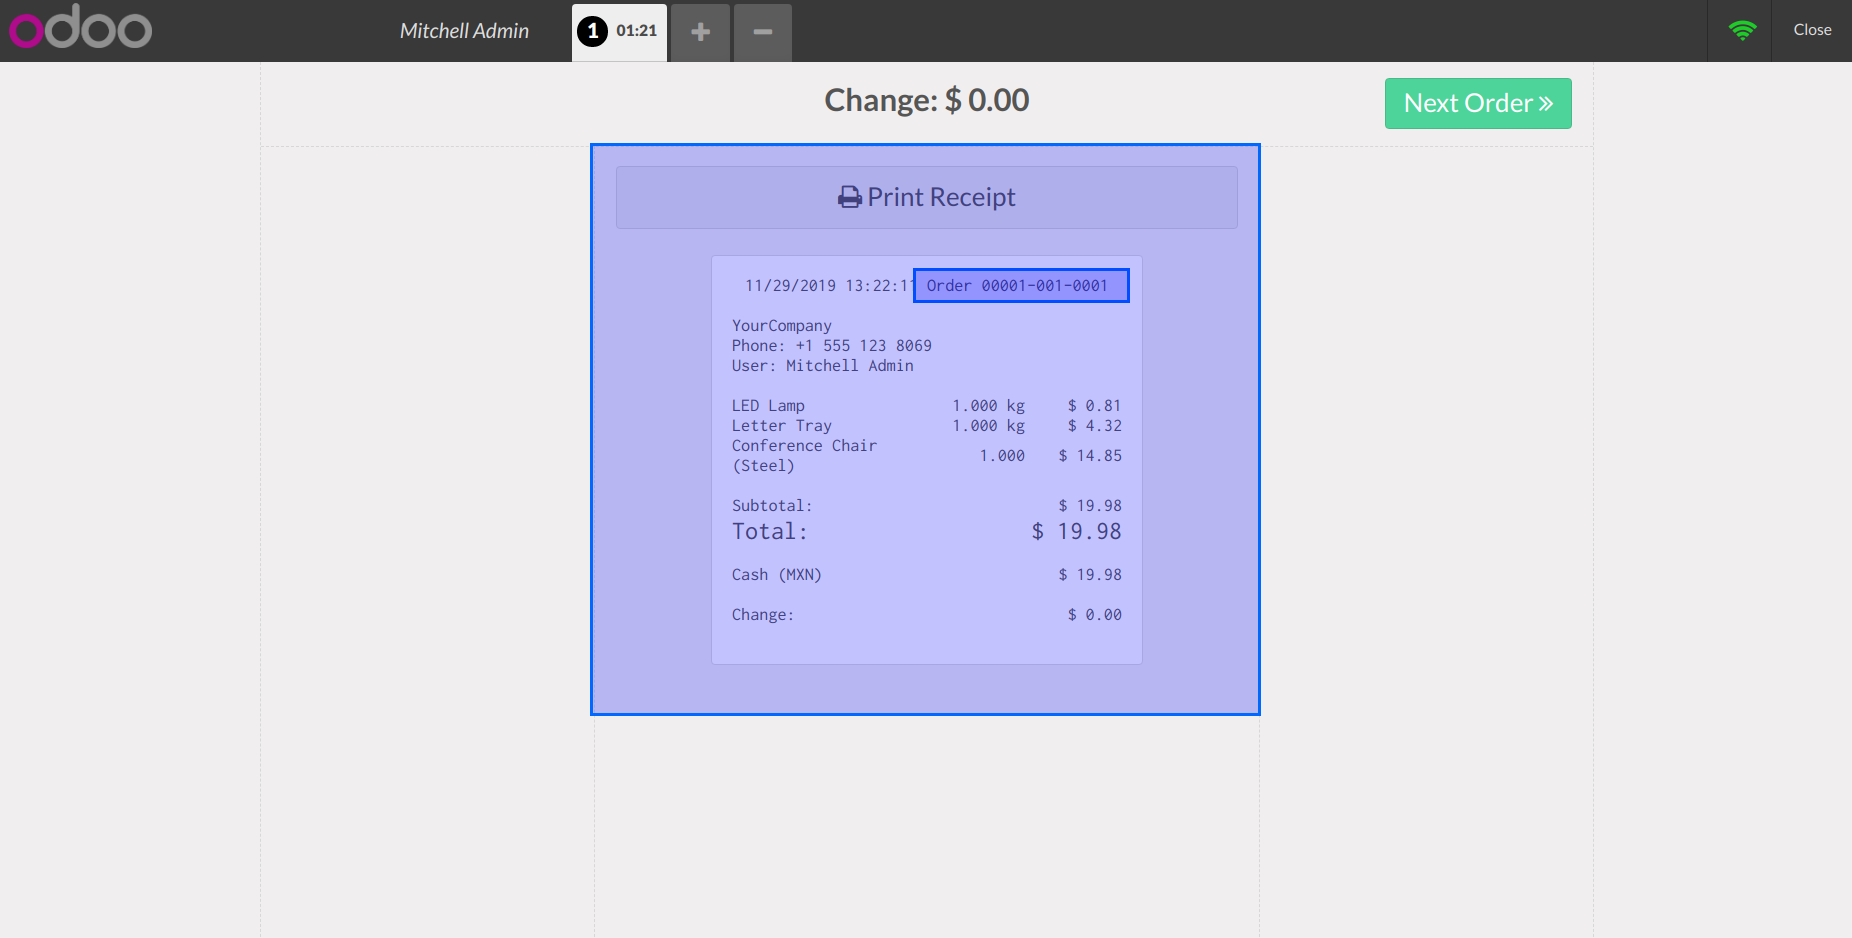 odoo
Mitchell Admin
1 01:21
Close
Change: $ 0.00
Next Order
Print Receipt
11/29/2019 13:22:11 Order 00001-001-0001
YourCompany
Phone: +1 555 123 8069
User: Mitchell Admin
LED Lamp 1.000 kg $ 0.81
Letter Tray 1.000 kg $ 4.32
Conference Chair (Steel) 1.000 $ 14.85
Subtotal: $ 19.98
Total: $ 19.98
Cash (MXN) $ 19.98
Change: $ 0.00